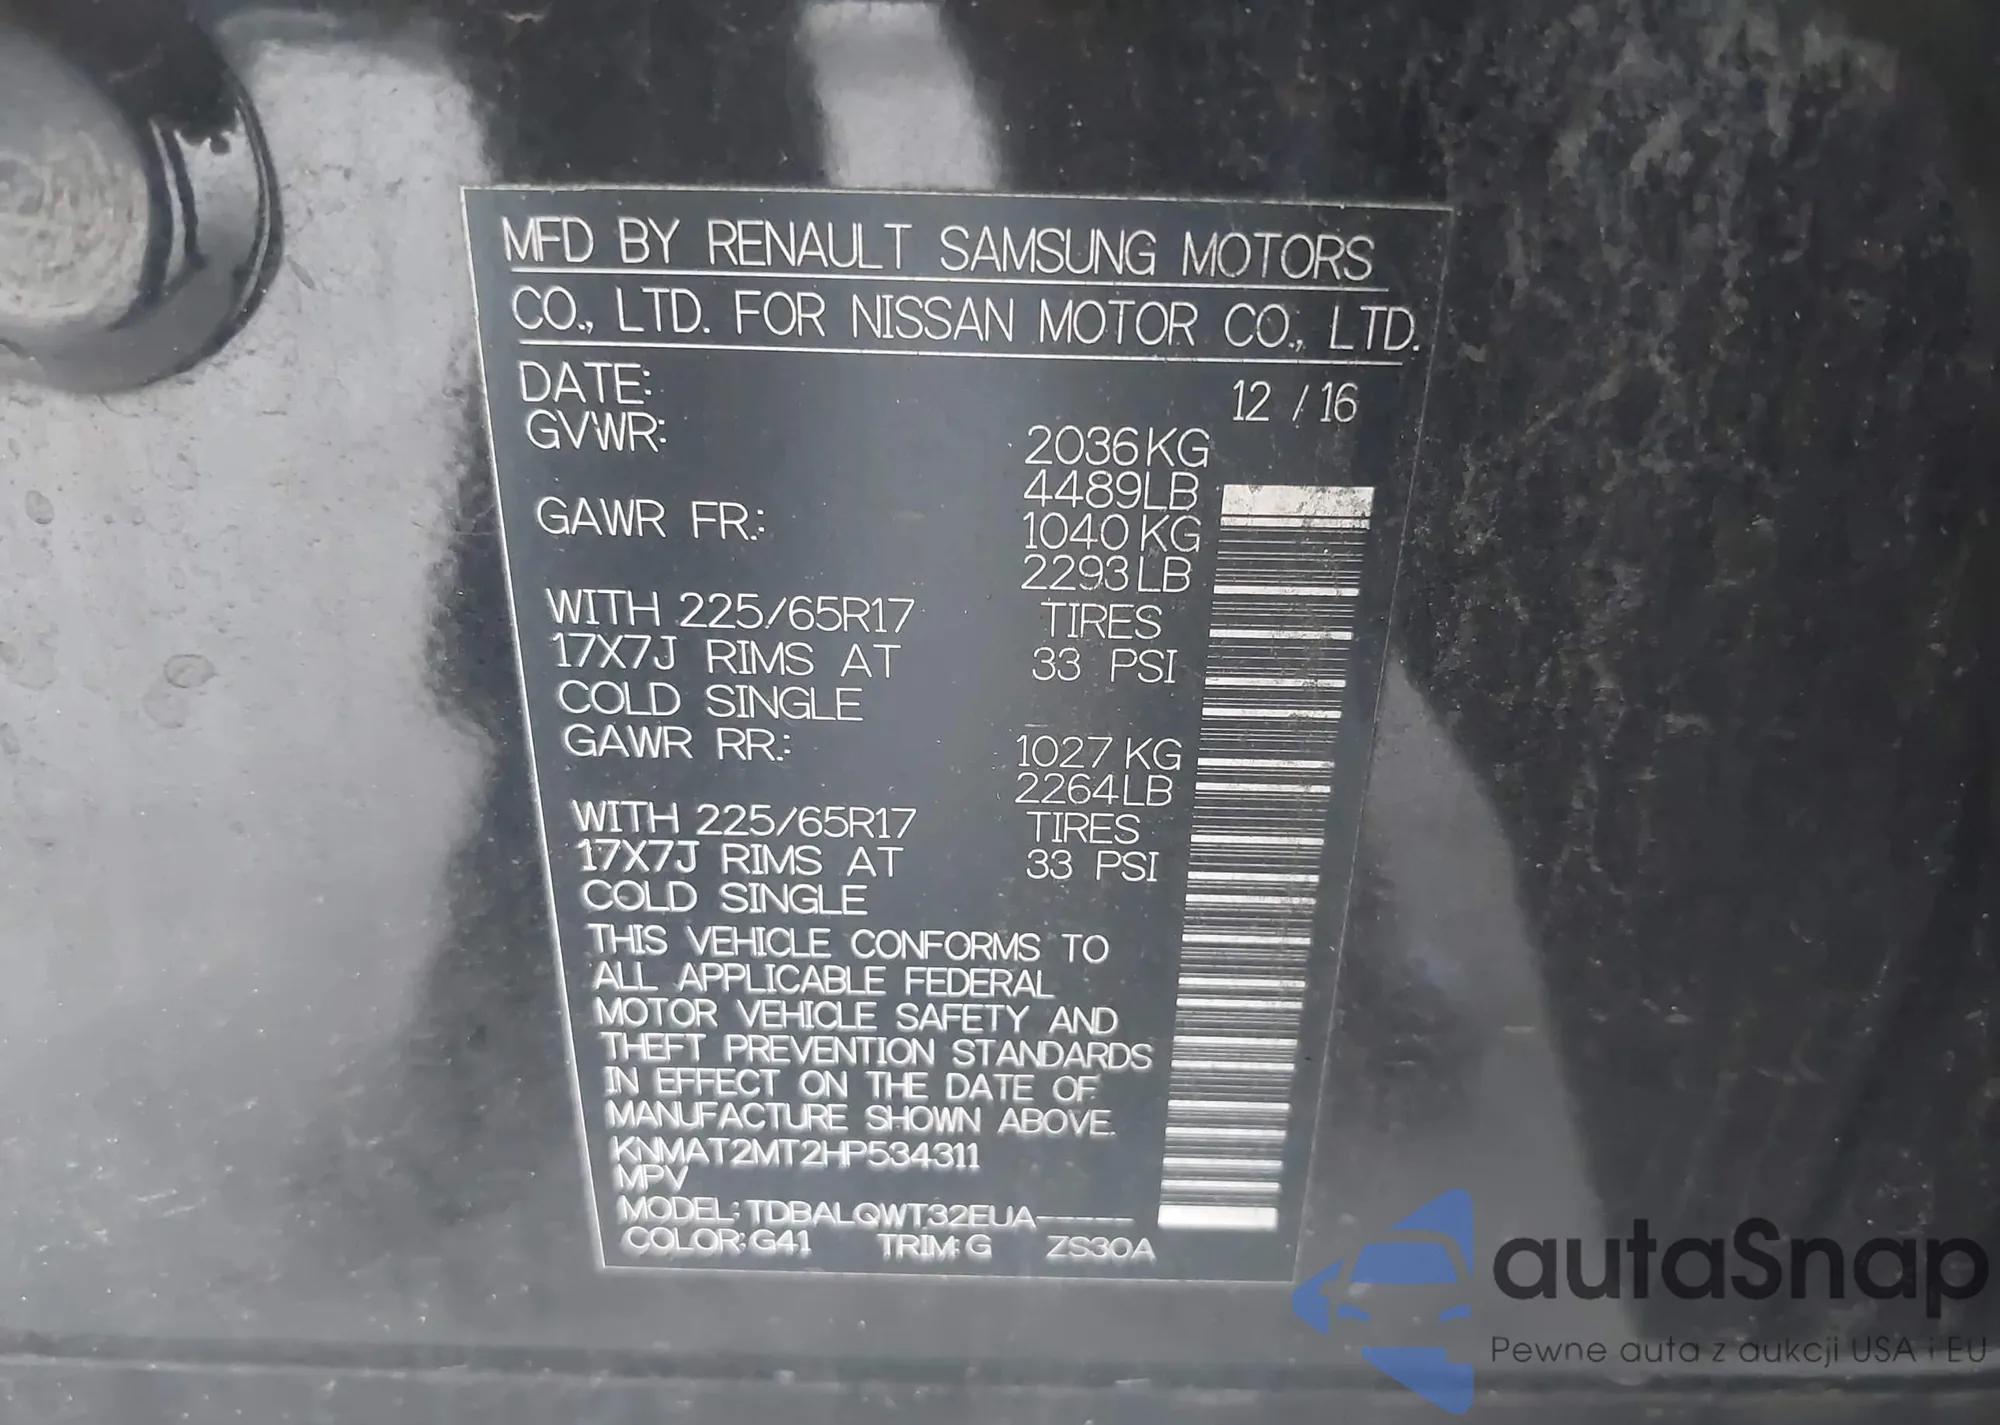 MFD BY RENAULT SAMSUNG MOTORS
CO., LTD. FOR NISSAN MOTOR CO., LTD.
DATE: 12 / 16
GVWR: 2036 KG
4489 LB
GAWR FR.: 1040 KG
2293 LB
WITH 225/65R17 TIRES
17X7J RIMS AT 33 PSI
COLD SINGLE
GAWR RR.: 1027 KG
2264 LB
WITH 225/65R17 TIRES
17X7J RIMS AT 33 PSI
COLD SINGLE
THIS VEHICLE CONFORMS TO
ALL APPLICABLE FEDERAL
MOTOR VEHICLE SAFETY AND
THEFT PREVENTION STANDARDS
IN EFFECT ON THE DATE OF
MANUFACTURE SHOWN ABOVE.
KNMAT2MT2HP534311
MPV
MODEL: TDBALQWT32EUA-----
COLOR: G41 TRIM: G ZS30A
autaSnap
Pewne auta z aukcji USA i EU